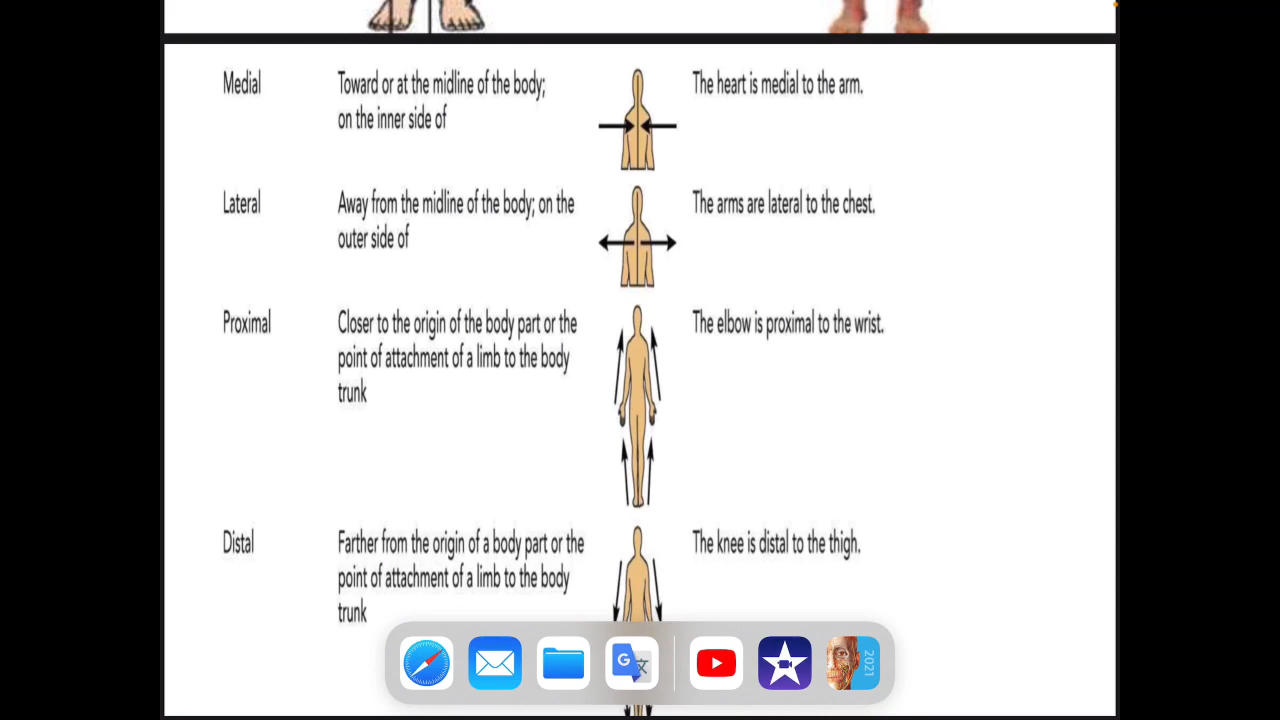 Medial
Toward or at the midline of the body;
on the inner side of
The heart is medial to the arm.
Lateral
Away from the midline of the body; on the
outer side of
The arms are lateral to the chest.
Proximal
Closer to the origin of the body part or the
point of attachment of a limb to the body
trunk
The elbow is proximal to the wrist.
Distal
Farther from the origin of a body part or the
point of attachment of a limb to the body
trunk
The knee is distal to the thigh.
G 文
2021